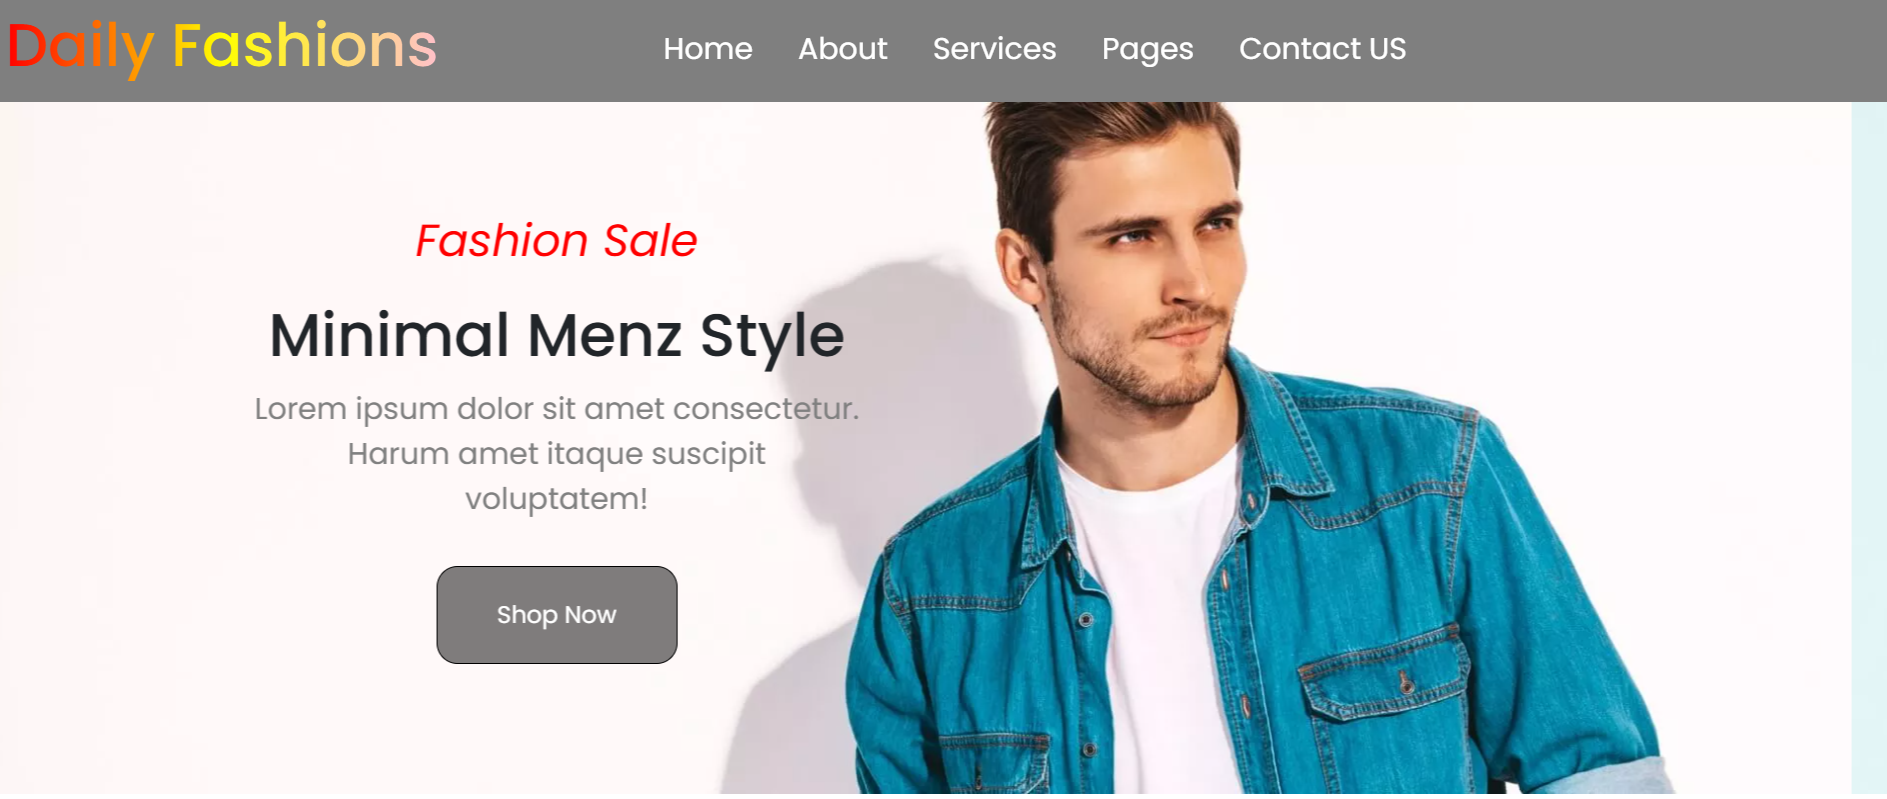 Daily Fashions
Home About Services Pages Contact US
Fashion Sale
Minimal Menz Style
Lorem ipsum dolor sit amet consectetur.
Harum amet itaque suscipit
voluptatem!
Shop Now